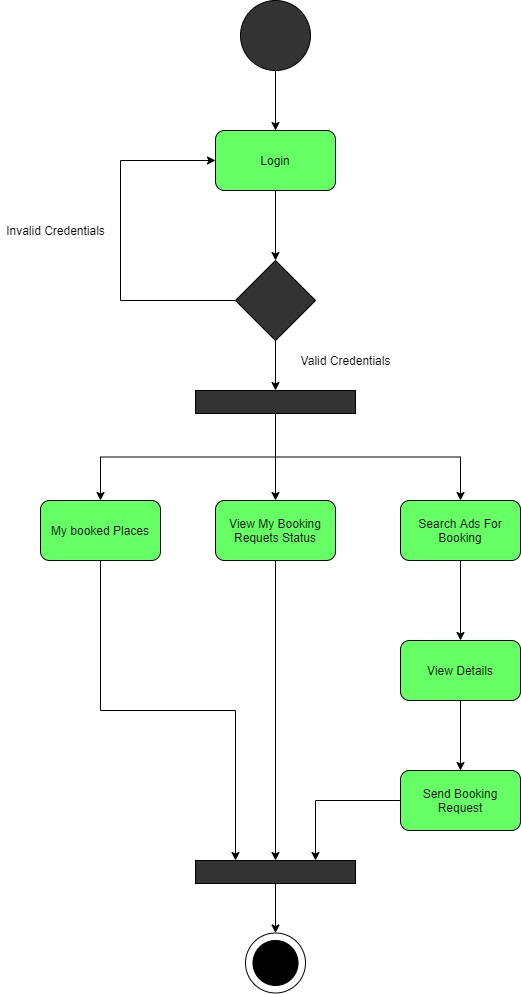 Login
Invalid Credentials
Valid Credentials
My booked Places
View My Booking
Requets Status
Search Ads For
Booking
View Details
Send Booking
Request